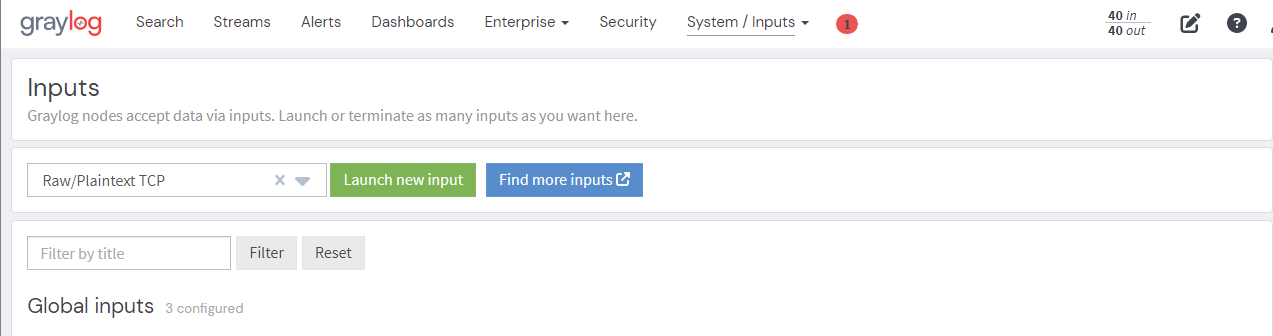 graylog Search Streams Alerts Dashboards Enterprise Security System / Inputs 1 40 in
40 out
Inputs
Graylog nodes accept data via inputs. Launch or terminate as many inputs as you want here.
Raw/Plaintext TCP Launch new input Find more inputs
Filter by title Filter Reset
Global inputs 3 configured